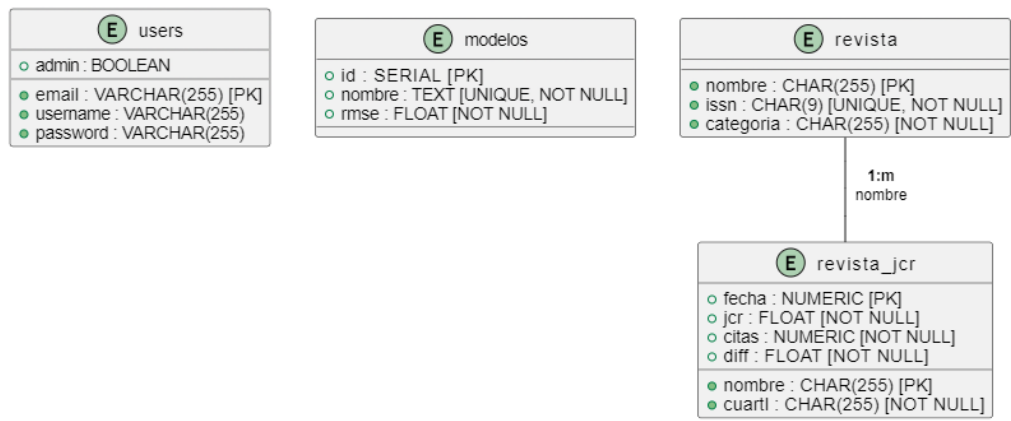 E users
admin : BOOLEAN
email : VARCHAR(255) [PK]
username : VARCHAR(255)
password : VARCHAR(255)
E modelos
id : SERIAL [PK]
nombre : TEXT [UNIQUE, NOT NULL]
rmse : FLOAT [NOT NULL]
E revista
nombre : CHAR(255) [PK]
issn : CHAR(9) [UNIQUE, NOT NULL]
categoria : CHAR(255) [NOT NULL]
1:m
nombre
E revista_jcr
fecha : NUMERIC [PK]
jcr : FLOAT [NOT NULL]
citas : NUMERIC [NOT NULL]
diff : FLOAT [NOT NULL]
nombre : CHAR(255) [PK]
cuartl : CHAR(255) [NOT NULL]